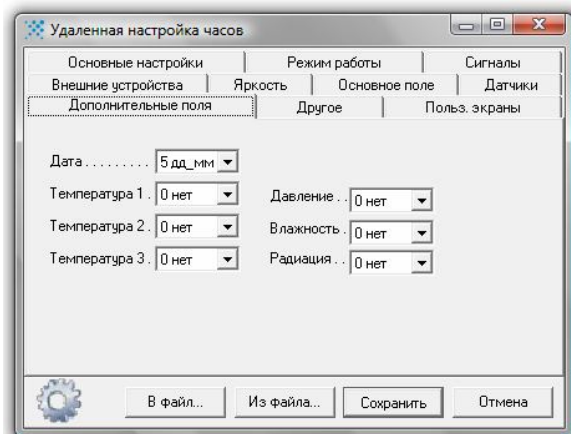 Удаленная настройка часов
Основные настройки Режим работы Сигналы
Внешние устройства Яркость Основное поле Датчики
Дополнительные поля Другое Польз. экраны
Дата . . . . . . . . . 5 дд_мм
Температура 1 . 0 нет Давление . . 0 нет
Температура 2 . 0 нет Влажность . 0 нет
Температура 3 . 0 нет Радиация . . 0 нет
В файл... Из файла... Сохранить Отмена